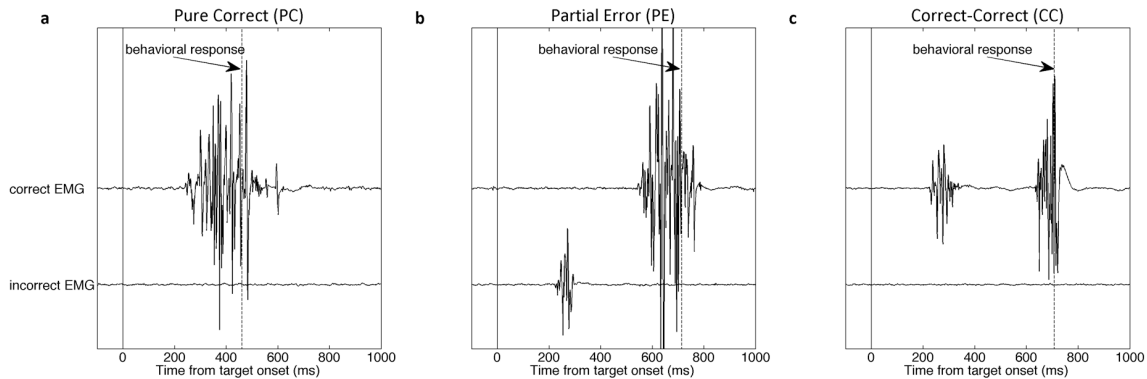 a Pure Correct (PC)
behavioral response
correct EMG
incorrect EMG
0 200 400 600 800 1000
Time from target onset (ms)
b Partial Error (PE)
behavioral response
0 200 400 600 800 1000
Time from target onset (ms)
c Correct-Correct (CC)
behavioral response
0 200 400 600 800 1000
Time from target onset (ms)